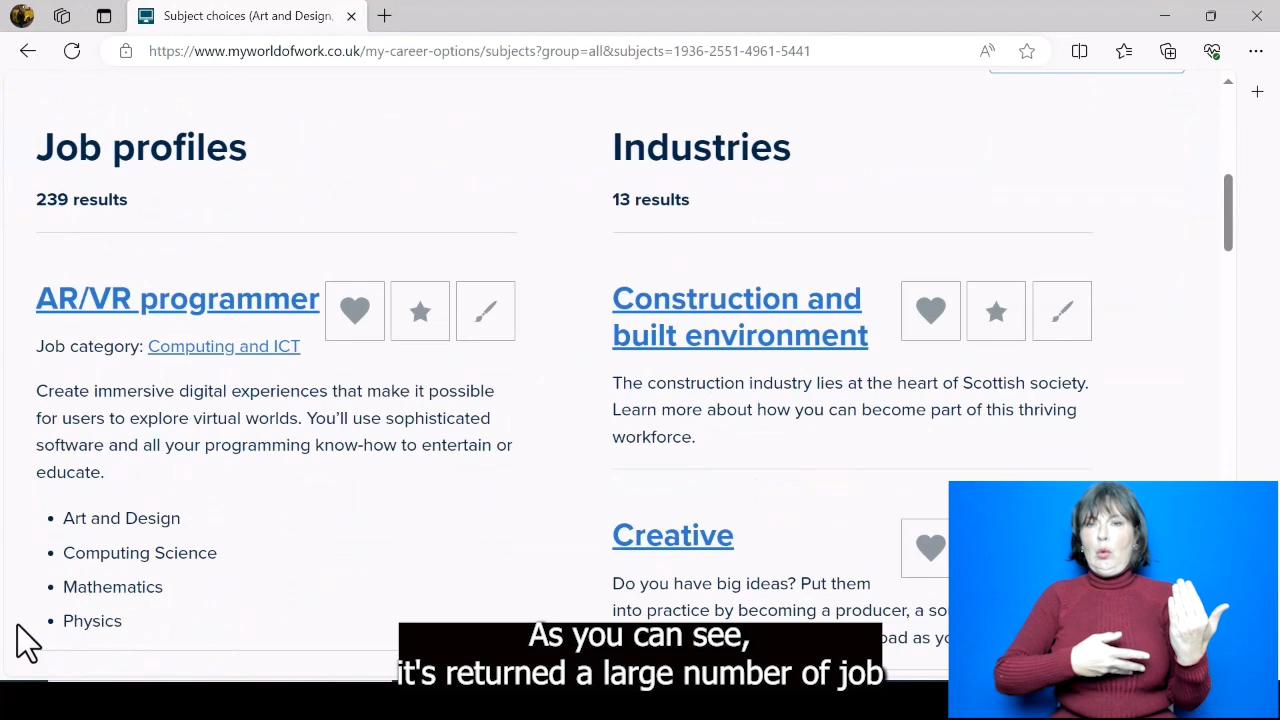 Subject choices (Art and Design,
https://www.myworldofwork.co.uk/my-career-options/subjects?group=all&subjects=1936-2551-4961-5441
Job profiles
239 results
AR/VR programmer
Job category: Computing and ICT
Create immersive digital experiences that make it possible
for users to explore virtual worlds. You’ll use sophisticated
software and all your programming know-how to entertain or
educate.
• Art and Design
• Computing Science
• Mathematics
• Physics
Industries
13 results
Construction and
built environment
The construction industry lies at the heart of Scottish society.
Learn more about how you can become part of this thriving
workforce.
Creative
Do you have big ideas? Put them
into practice by becoming a producer, a
as yo
As you can see,
it's returned a large number of job